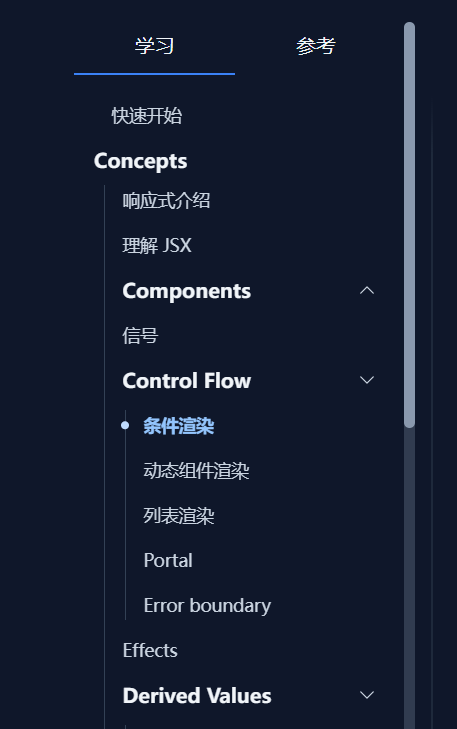 学习 参考
快速开始
Concepts
响应式介绍
理解 JSX
Components
信号
Control Flow
条件渲染
动态组件渲染
列表渲染
Portal
Error boundary
Effects
Derived Values